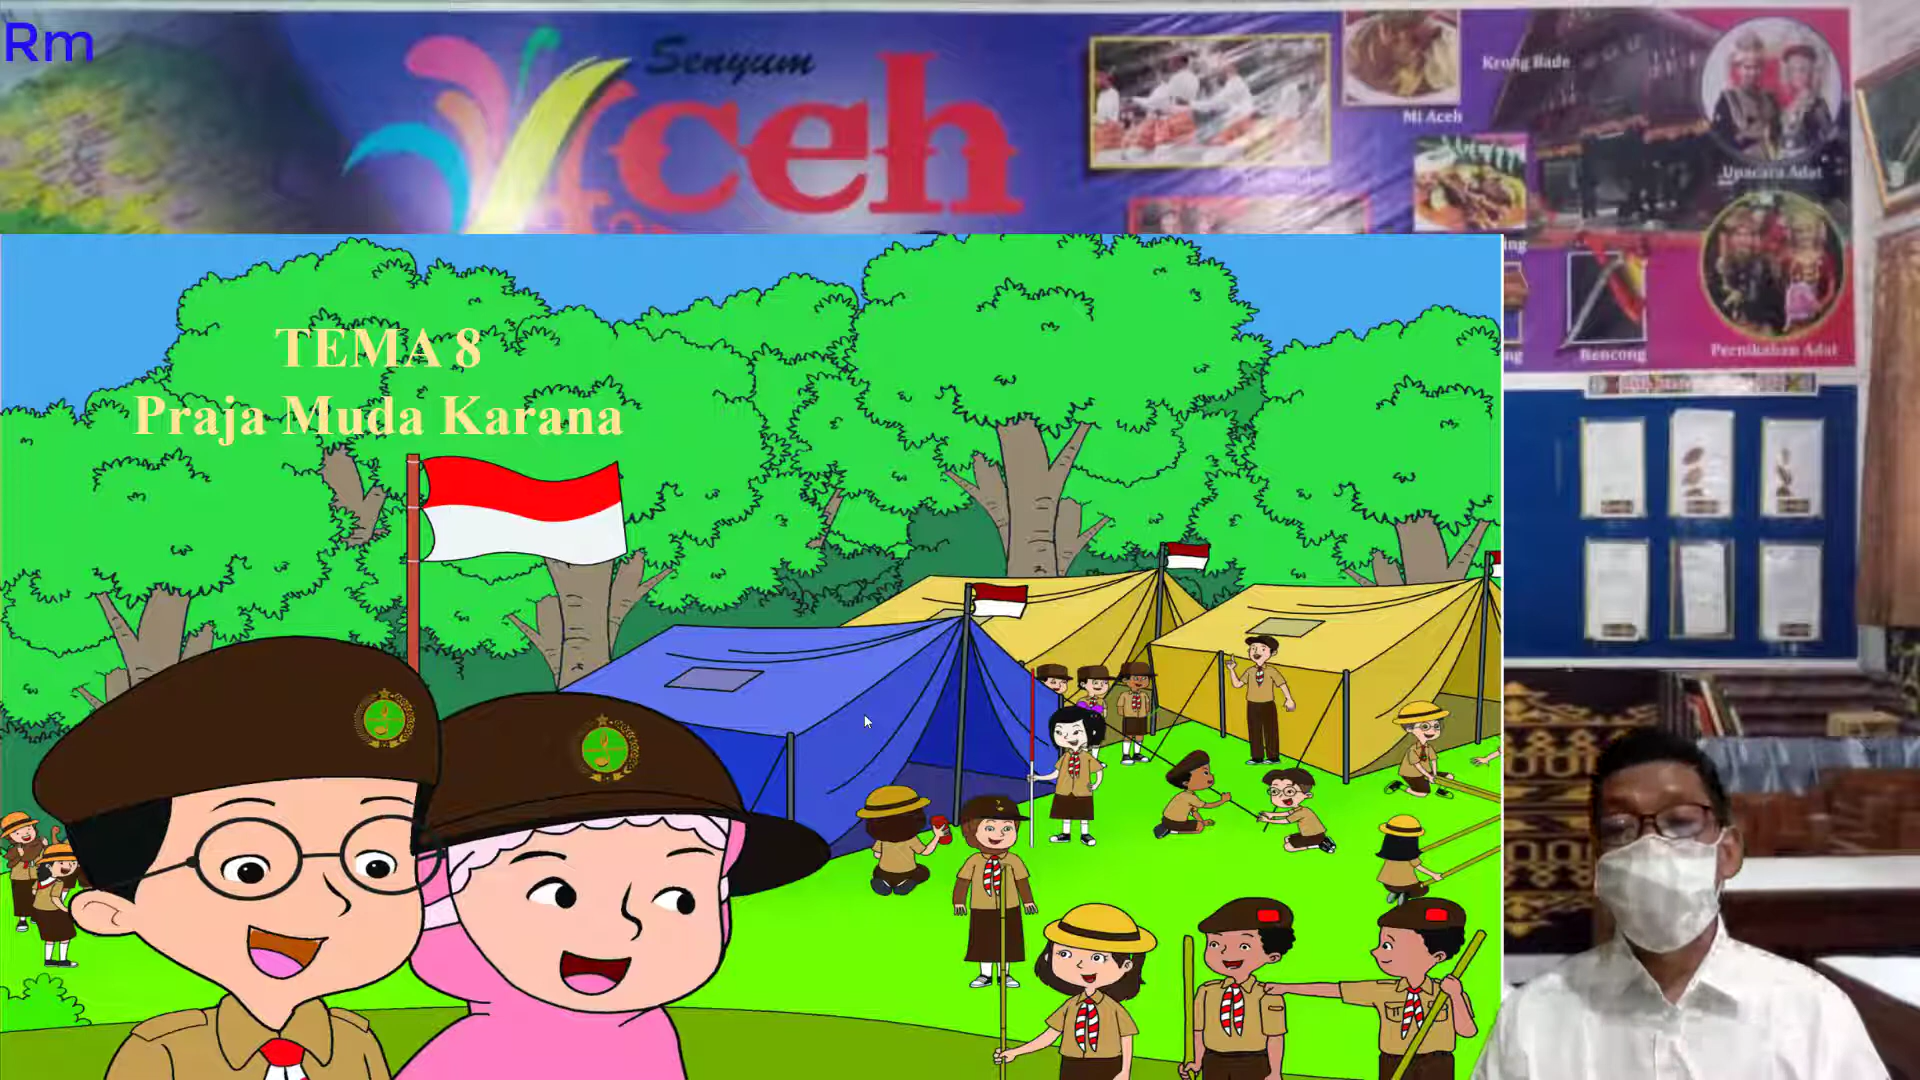 Rm
Senyum
Aceh
Krong Bade
Mi Aceh
Upacara Adat
Rencong
Pernikahan Adat
TEMA 8
Praja Muda Karana